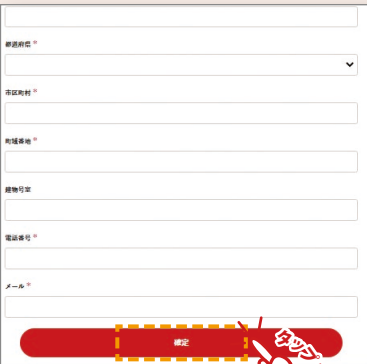 都道府県 *
市区町村 *
町域番地 *
建物号室
電話番号 *
メール *
確定
タップ。